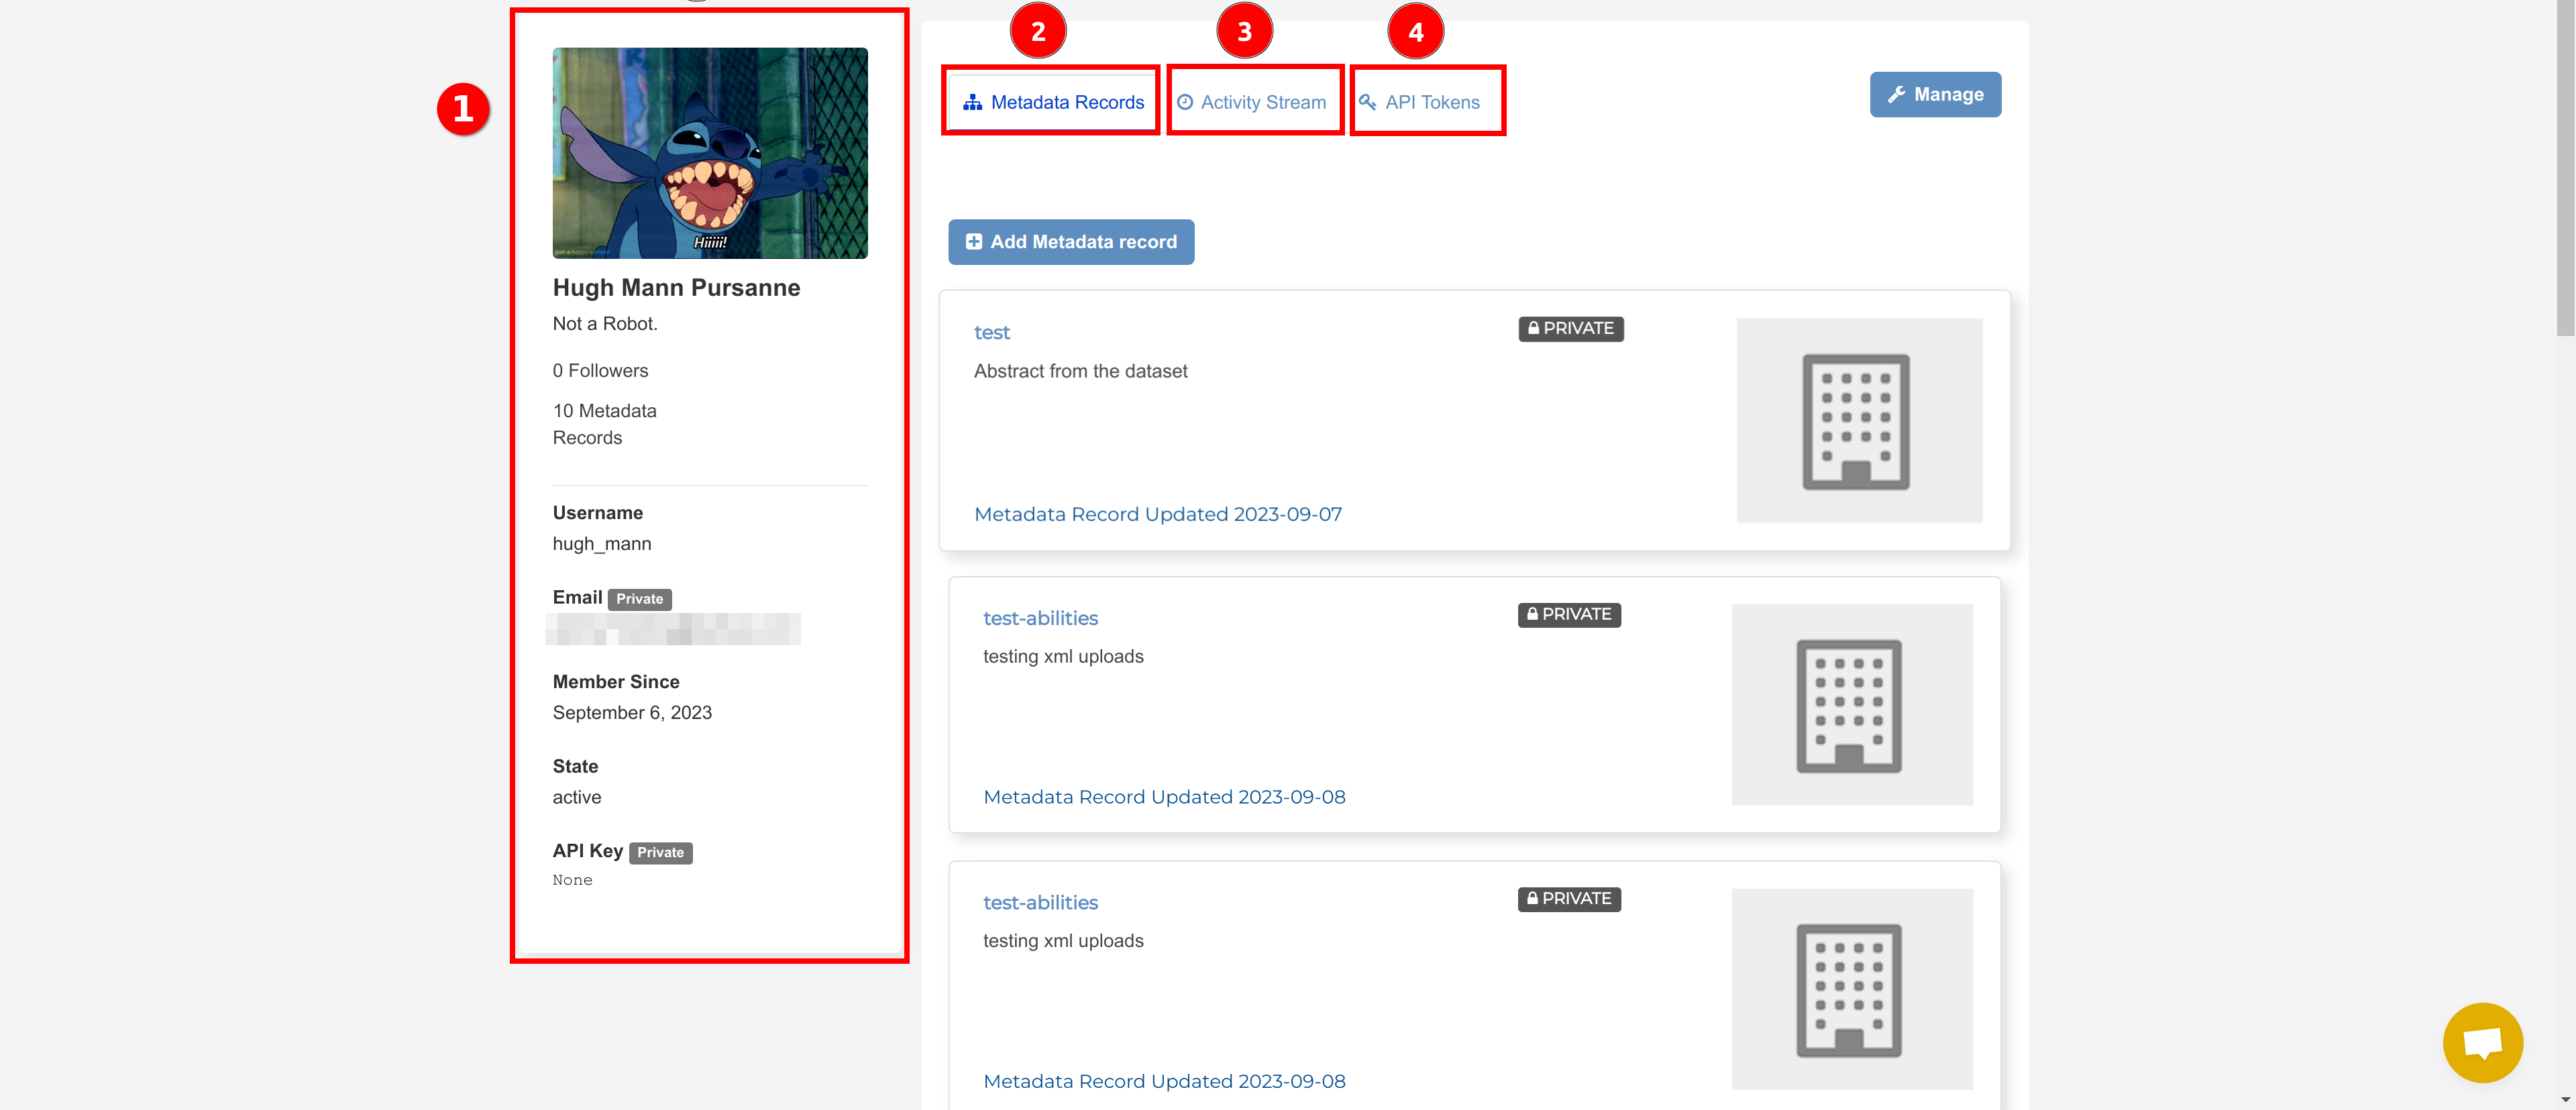 1
2
3
4
Hiiiii!
Hugh Mann Pursanne
Not a Robot.
0 Followers
10 Metadata
Records
Username
hugh_mann
Email Private
Member Since
September 6, 2023
State
active
API Key Private
None
Metadata Records
Activity Stream
API Tokens
Manage
Add Metadata record
test
PRIVATE
Abstract from the dataset
Metadata Record Updated 2023-09-07
test-abilities
PRIVATE
testing xml uploads
Metadata Record Updated 2023-09-08
test-abilities
PRIVATE
testing xml uploads
Metadata Record Updated 2023-09-08